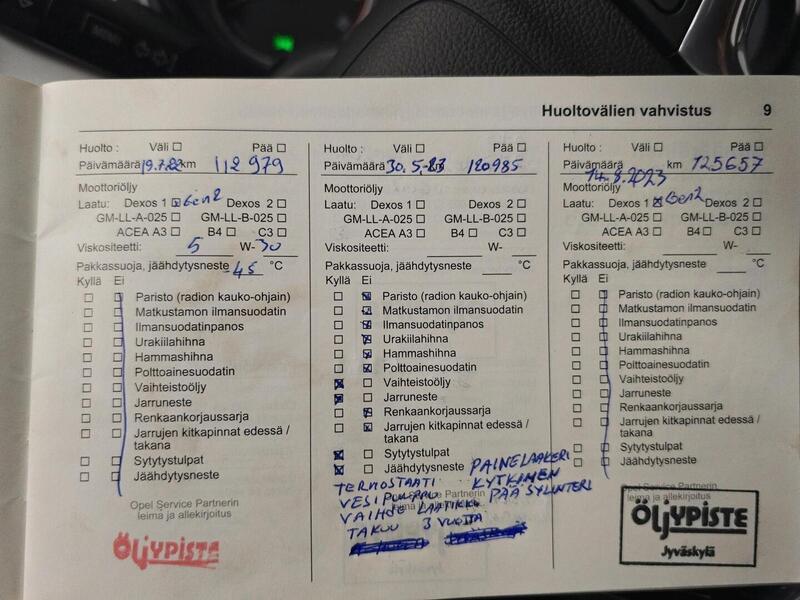 Huoltovälien vahvistus 9
Huolto : Väli Pää
Päivämäärä 19.7.22 km 112 979
Moottoriöljy
Laatu: Dexos 1 Gen2 Dexos 2
GM-LL-A-025 GM-LL-B-025
ACEA A3 B4 C3
Viskositeetti: 5 W- 30
Pakkassuoja, jäähdytysneste 45 °C
Kyllä Ei
Paristo (radion kauko-ohjain)
Matkustamon ilmansuodatin
Ilmansuodatinpanos
Urakiilahihna
Hammashihna
Polttoainesuodatin
Vaihteistoöljy
Jarruneste
Renkaankorjaussarja
Jarrujen kitkapinnat edessä /
takana
Sytytystulpat
Jäähdytysneste
Opel Service Partnerin
leima ja allekirjoitus
ÖLJYPISTE
Huolto : Väli Pää
Päivämäärä 30.5.23 km 120985
Moottoriöljy
Laatu: Dexos 1 Dexos 2
GM-LL-A-025 GM-LL-B-025
ACEA A3 B4 C3
Viskositeetti: W-
Pakkassuoja, jäähdytysneste °C
Kyllä Ei
Paristo (radion kauko-ohjain)
Matkustamon ilmansuodatin
Ilmansuodatinpanos
Urakiilahihna
Hammashihna
Polttoainesuodatin
Vaihteistoöljy
Jarruneste
Renkaankorjaussarja
Jarrujen kitkapinnat edessä /
takana
Sytytystulpat
Jäähdytysneste PAINELAAKERI
TERMOSTAATI KYTKIMEN
VESIPUMPPU PÄÄSYLINTERI
VAIHDE LAATIKKO
TAKUU 3 VUOTTA
Huolto : Väli Pää
Päivämäärä 14.8.2023 km 125657
Moottoriöljy
Laatu: Dexos 1 Gen2 Dexos 2
GM-LL-A-025 GM-LL-B-025
ACEA A3 B4 C3
Viskositeetti: W-
Pakkassuoja, jäähdytysneste °C
Kyllä Ei
Paristo (radion kauko-ohjain)
Matkustamon ilmansuodatin
Ilmansuodatinpanos
Urakiilahihna
Hammashihna
Polttoainesuodatin
Vaihteistoöljy
Jarruneste
Renkaankorjaussarja
Jarrujen kitkapinnat edessä /
takana
Sytytystulpat
Jäähdytysneste
Opel Service Partnerin
leima ja allekirjoitus
ÖLJYPISTE
Jyväskylä